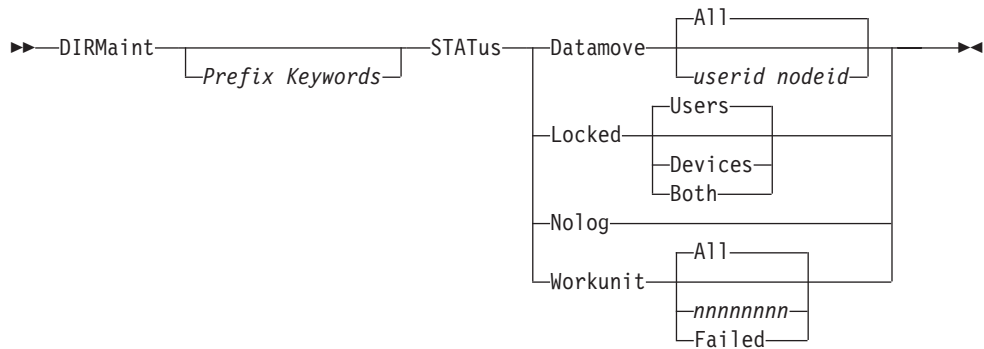 All
DIRMaint STATus Datamove
Prefix Keywords userid nodeid
Users
Locked
Devices
Both
Nolog
All
Workunit
nnnnnnnn
Failed